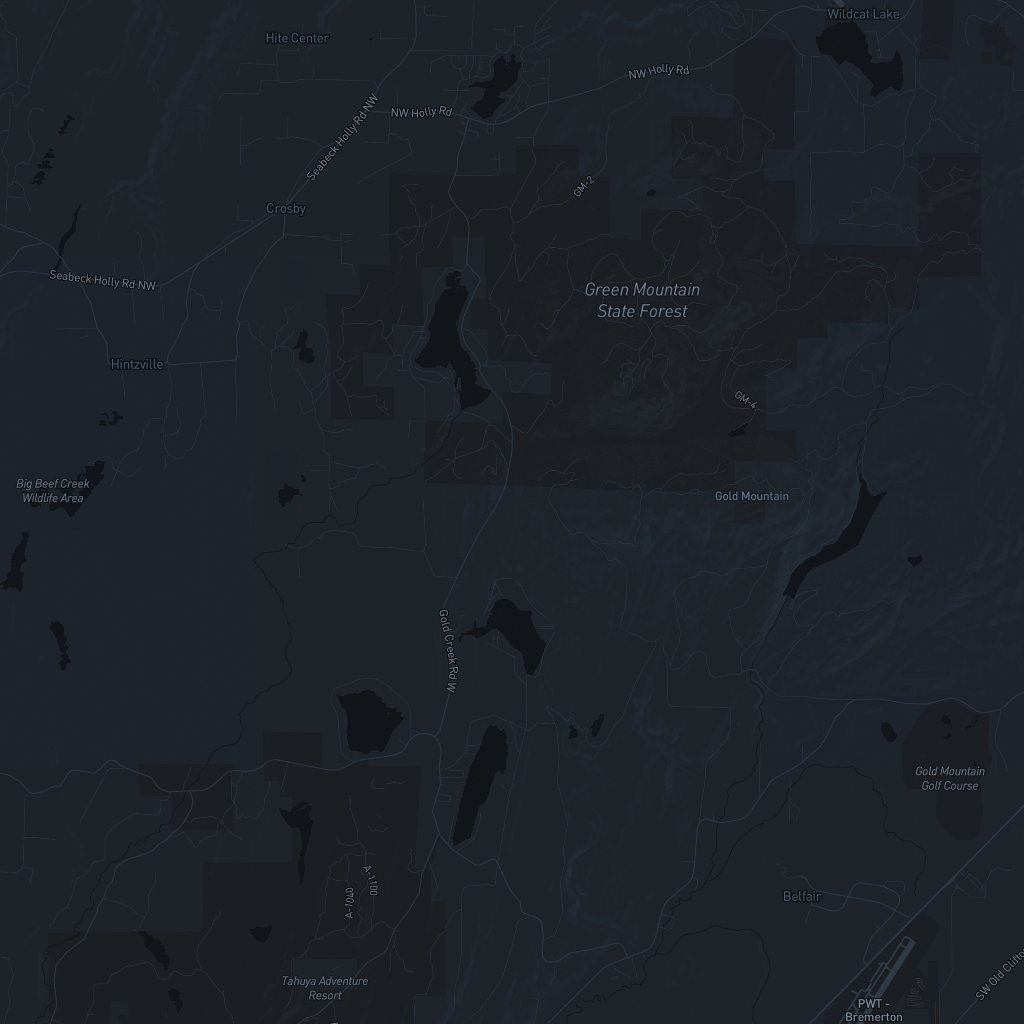 Wildcat Lake
Hite Center
NW Holly Rd
NW Holly Rd
Seabeck Holly Rd NW
GM-2
Crosby
Seabeck Holly Rd NW
Green Mountain
State Forest
Hintzville
GM-4
Big Beef Creek
Wildlife Area
Gold Mountain
Gold Creek Rd W
Gold Mountain
Golf Course
A-1100
A-1040
Belfair
Tahuya Adventure
Resort
SW Old Clifto
PWT -
Bremerton